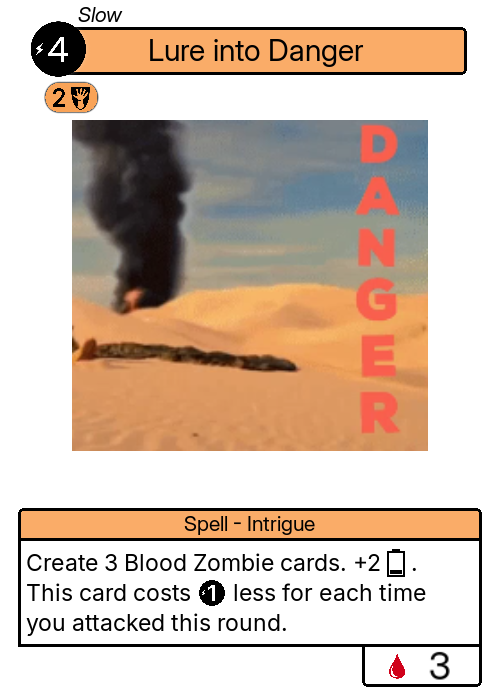 Slow
4
Lure into Danger
2
DANGER
Spell - Intrigue
Create 3 Blood Zombie cards. +2 .
This card costs 1 less for each time
you attacked this round.
3